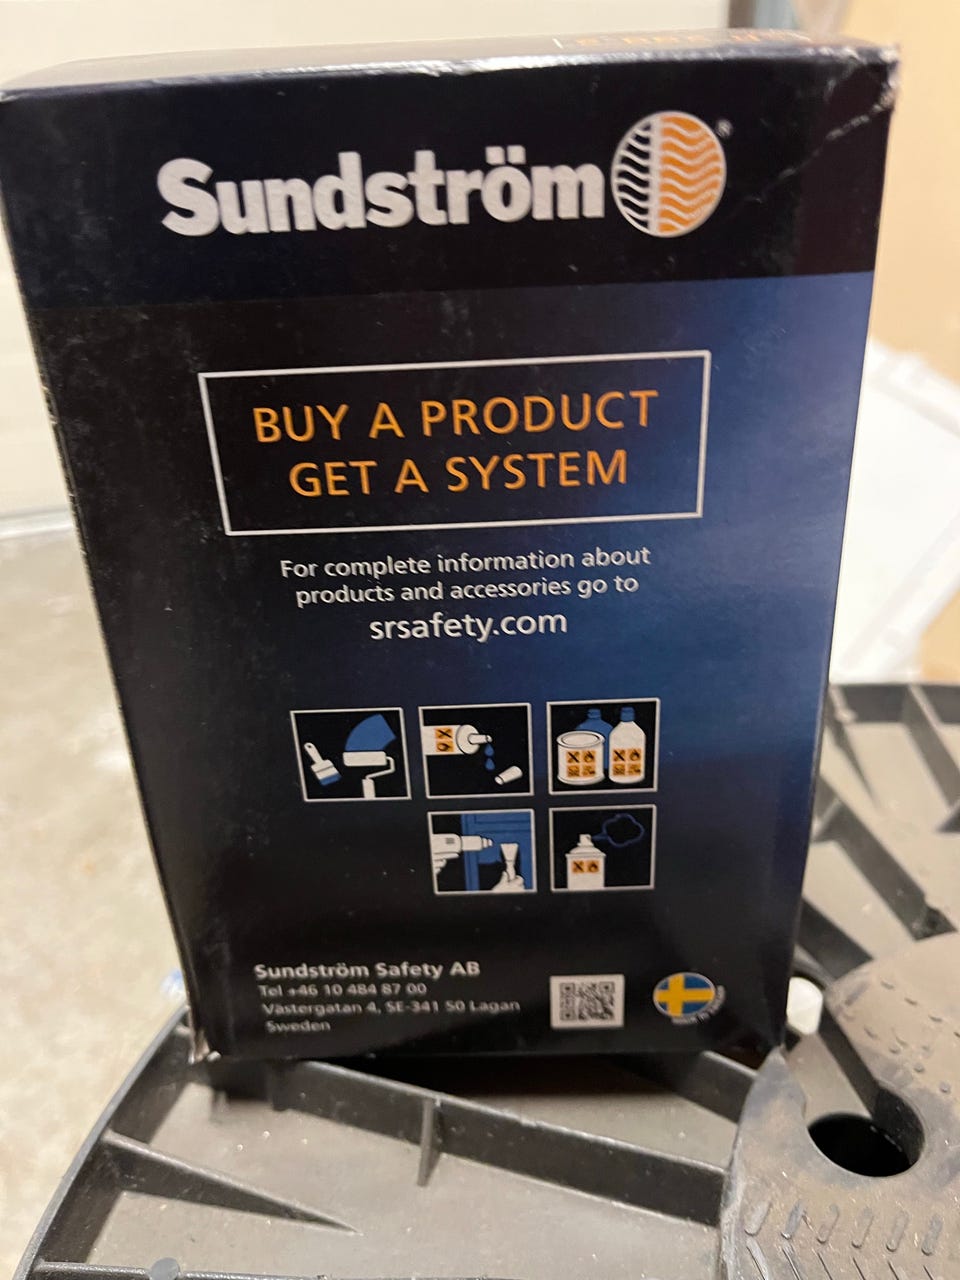 Sundström®
BUY A PRODUCT
GET A SYSTEM
For complete information about
products and accessories go to
srsafety.com
Sundström Safety AB
Tel +46 10 484 87 00
Västergatan 4, SE-341 50 Lagan
Sweden